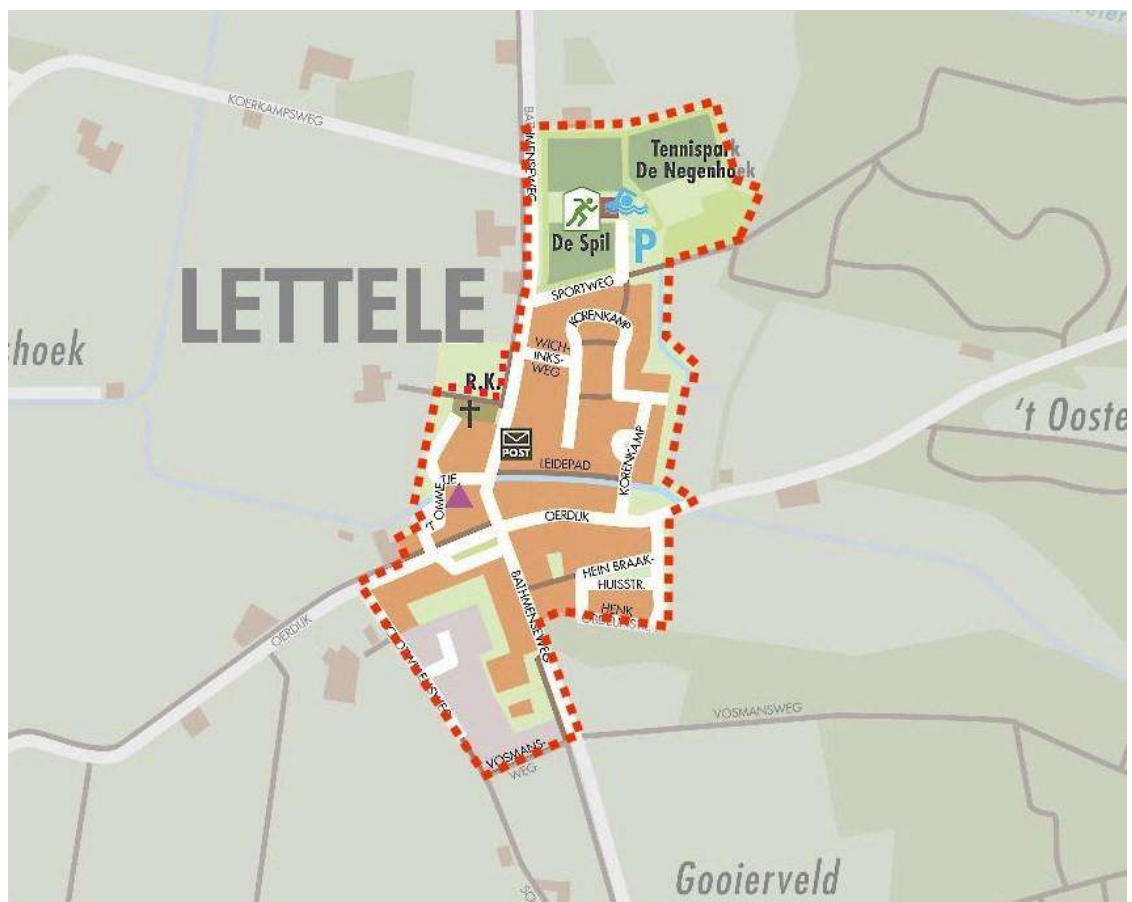 KOERKAMPSWEG
BATHMENSEWEG
Tennispark
De Negenhoek
De Spil
P
SPORTWEG
LETTELE
KORENKAMP
WICH-
INKS-
WEG
hoek
R.K.
't Ooste
POST
LEIDEPAD
KORENKAMP
'T OMMETJE
OERDIJK
HEIN BRAAK-
HUISSTR.
HENK
BATHMENSEWEG
OERDIJK
VOSMANSWEG
VOSMANS-
WEG
Gooierveld